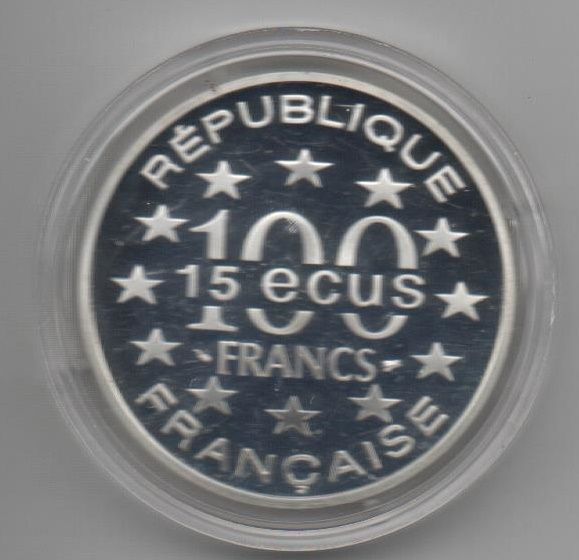 RÉPUBLIQUE
100
15 ecus
FRANCS
FRANÇAISE